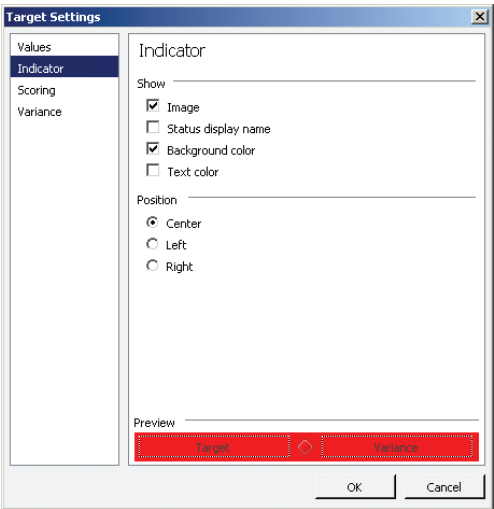 Target Settings
Values
Indicator
Scoring
Variance
Indicator
Show
Image
Status display name
Background color
Text color
Position
Center
Left
Right
Preview
Target Variance
OK Cancel